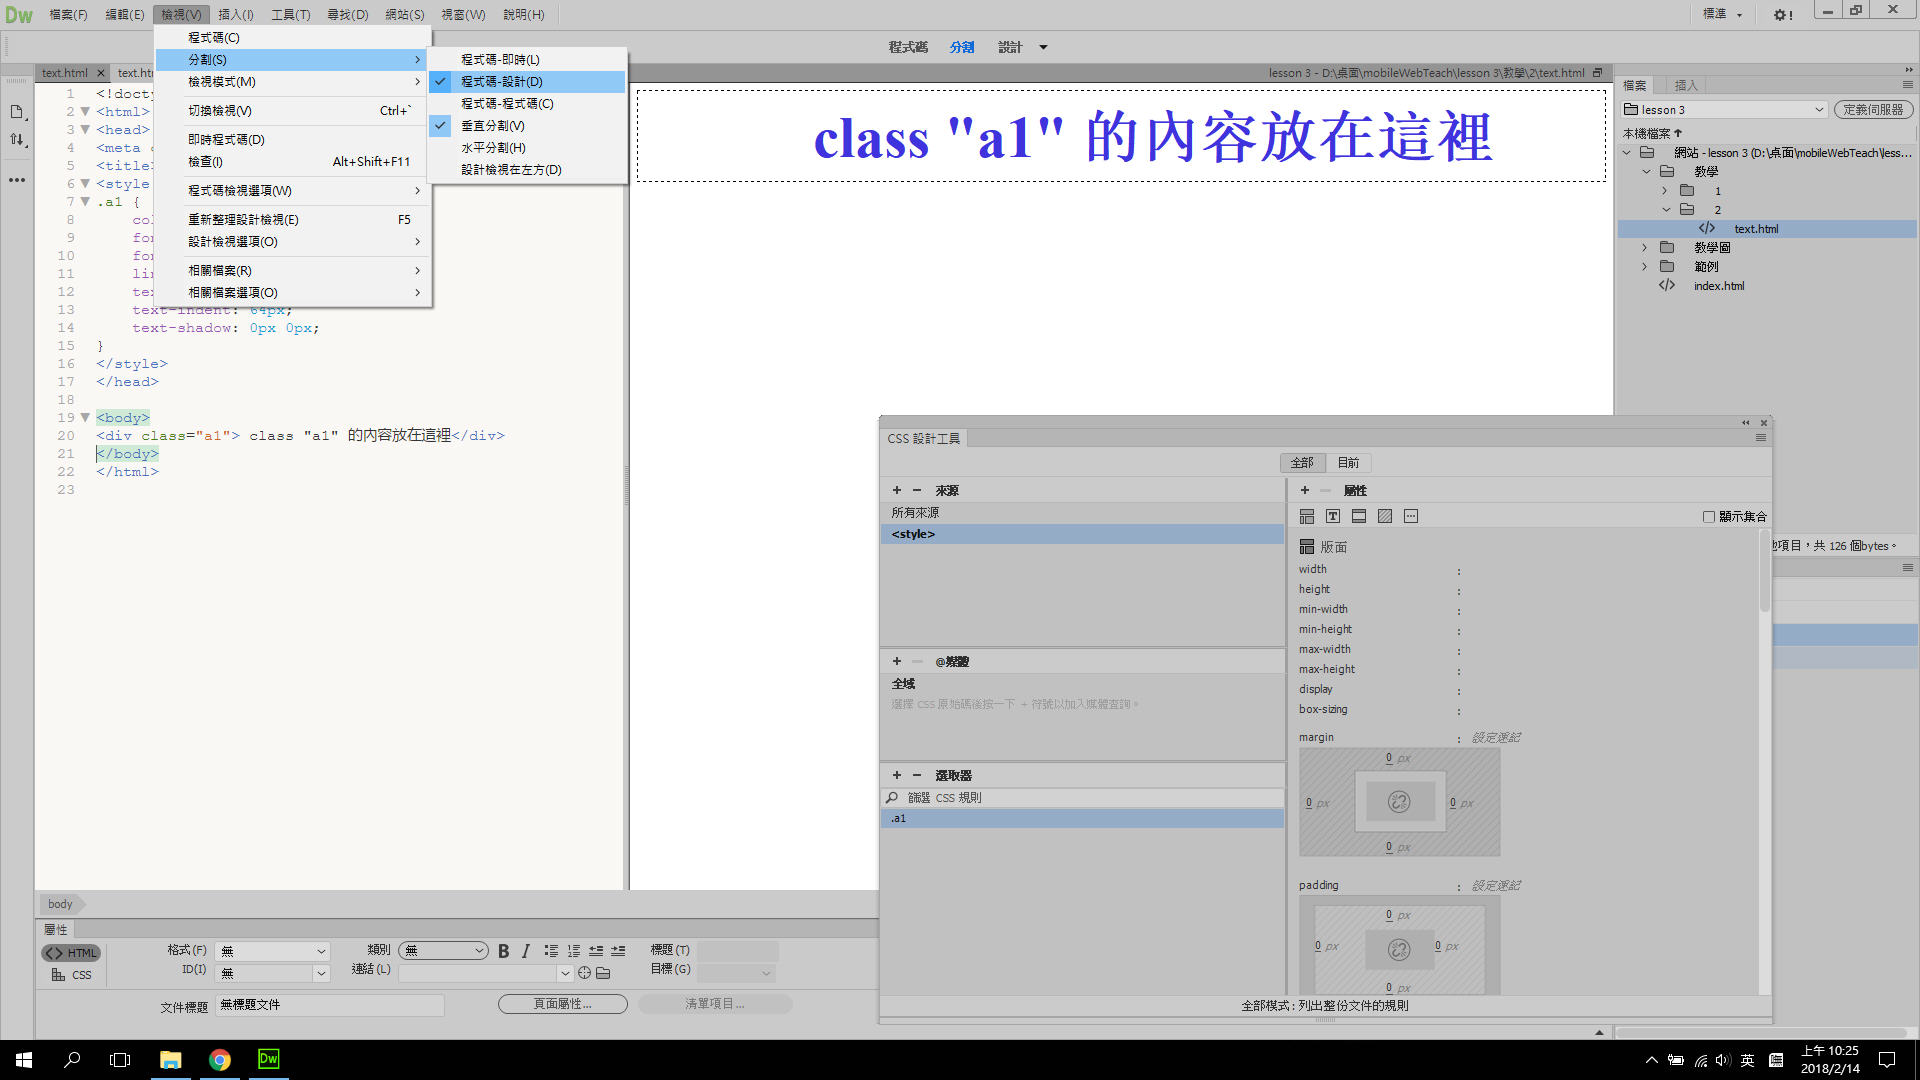 Dw 檔案(F) 編輯(E) 檢視(V) 插入(I) 工具(T) 尋找(D) 網站(S) 視窗(W) 說明(H) 標準
程式碼 分割 設計
text.html
lesson 3 - D:\桌面\mobileWebTeach\lesson 3\教學\2\text.html
程式碼(C)
分割(S)
檢視模式(M)
切換檢視(V) Ctrl+`
即時程式碼(D)
檢查(I) Alt+Shift+F11
程式碼檢視選項(W)
重新整理設計檢視(E) F5
設計檢視選項(O)
相關檔案(R)
相關檔案選項(O)
程式碼-即時(L)
程式碼-設計(D)
程式碼-程式碼(C)
垂直分割(V)
水平分割(H)
設計檢視在左方(D)
1 <!docty
2 <html>
3 <head>
4 <meta c
5 <title>
6 <style
7 .a1 {
8 col
9 for
10 for
11 lin
12 tex
13 text-indent: 64px;
14 text-shadow: 0px 0px;
15 }
16 </style>
17 </head>
18
19 <body>
20 <div class="a1"> class "a1" 的內容放在這裡</div>
21 </body>
22 </html>
23
class "a1" 的內容放在這裡
檔案 插入
lesson 3 定義伺服器
本機檔案
網站 - lesson 3 (D:\桌面\mobileWebTeach\less...
教學
1
2
text.html
教學圖
範例
index.html
項目，共 126 個bytes。
CSS 設計工具
全部 目前
+ − 來源
所有來源
<style>
+ − @媒體
全域
選擇 CSS 原始碼後按一下 + 符號以加入媒體查詢。
+ − 選取器
篩選 CSS 規則
.a1
+ − 屬性
顯示集合
版面
width :
height :
min-width :
min-height :
max-width :
max-height :
display :
box-sizing :
margin : 設定速記
0 px
0 px 0 px
0 px
padding : 設定速記
0 px
0 px 0 px
0 px
全部模式 : 列出整份文件的規則
body
屬性
<> HTML
CSS
格式(F) 無
ID(I) 無
類別 無
連結(L)
B I
標題(T)
目標(G)
文件標題 無標題文件
頁面屬性...
清單項目...
Dw
英
上午 10:25
2018/2/14